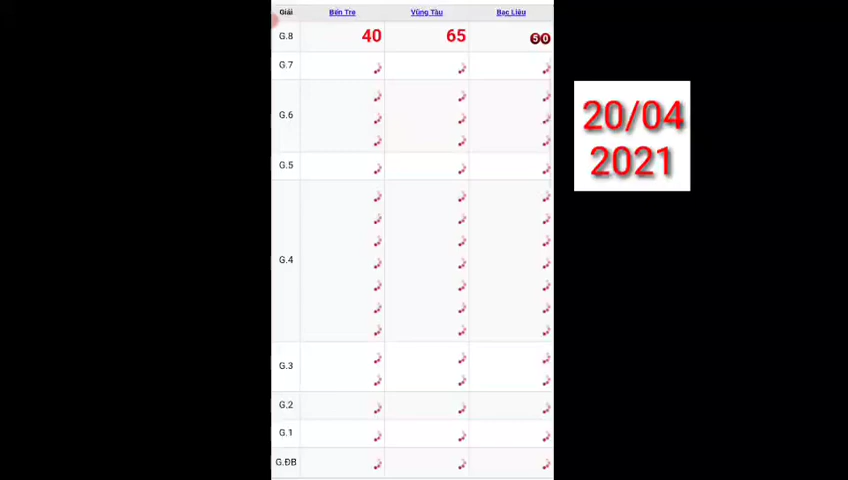 Giải Bến Tre Vũng Tàu Bạc Liêu
G.8 40 65 50
G.7
G.6
G.5
G.4
G.3
G.2
G.1
G.ĐB
20/04
2021